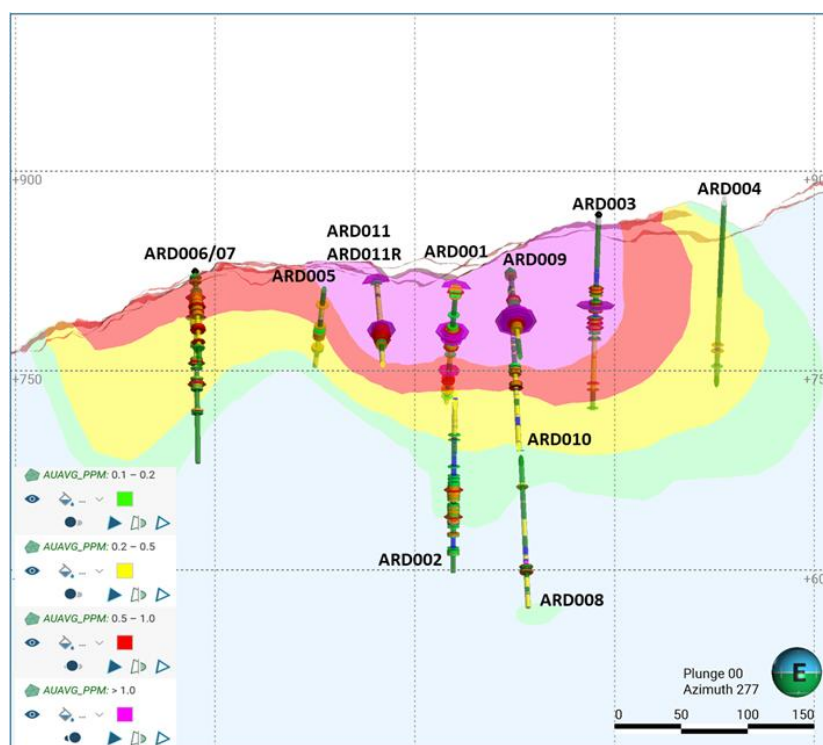 +900
+90
ARD004
ARD003
ARD011
ARD011R
ARD001
ARD009
ARD006/07
ARD005
+750
+75
ARD010
AUAVG_PPM: 0.1 – 0.2
AUAVG_PPM: 0.2 – 0.5
ARD002
+60
ARD008
AUAVG_PPM: 0.5 – 1.0
AUAVG_PPM: > 1.0
Plunge 00
Azimuth 277
E
0 50 100 150